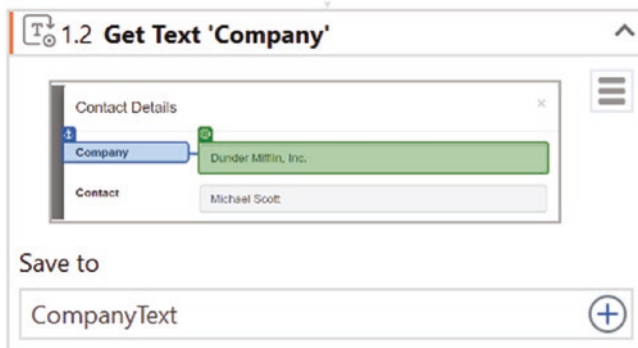 1.2 Get Text 'Company'
Contact Details
Company
Dunder Mifflin, Inc.
Contact
Michael Scott
Save to
CompanyText